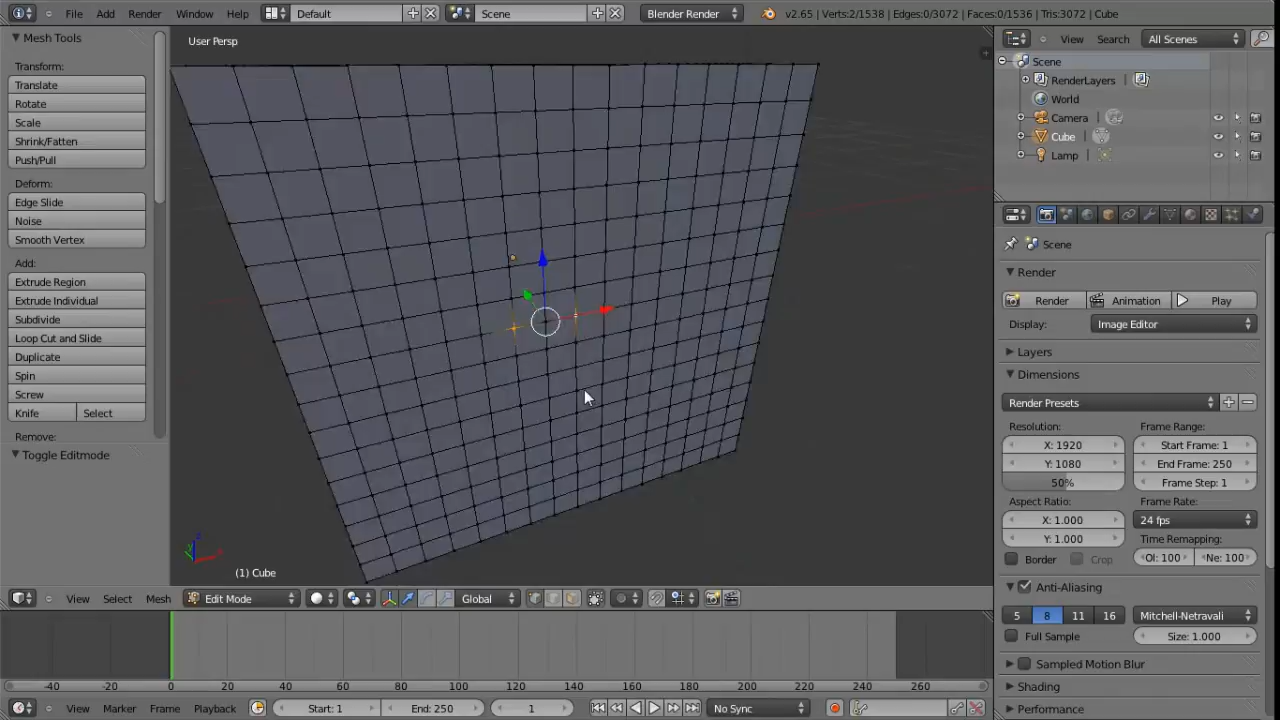 File Add Render Window Help Default Scene Blender Render v2.65 | Verts:2/1538 | Edges:0/3072 | Faces:0/1536 | Tris:3072 | Cube
Mesh Tools
Transform:
Translate
Rotate
Scale
Shrink/Fatten
Push/Pull
Deform:
Edge Slide
Noise
Smooth Vertex
Add:
Extrude Region
Extrude Individual
Subdivide
Loop Cut and Slide
Duplicate
Spin
Screw
Knife Select
Remove:
Toggle Editmode
User Persp
(1) Cube
View Select Mesh Edit Mode Global
-40 -20 0 20 40 60 80 100 120 140 160 180 200 220 240 260
View Marker Frame Playback Start: 1 End: 250 1 No Sync
View Search All Scenes
Scene
RenderLayers
World
Camera
Cube
Lamp
Scene
Render
Render Animation Play
Display: Image Editor
Layers
Dimensions
Render Presets
Resolution: Frame Range:
X: 1920 Start Frame: 1
Y: 1080 End Frame: 250
50% Frame Step: 1
Aspect Ratio: Frame Rate:
X: 1.000 24 fps
Y: 1.000 Time Remapping:
Border Crop Ol: 100 Ne: 100
Anti-Aliasing
5 8 11 16 Mitchell-Netravali
Full Sample Size: 1.000
Sampled Motion Blur
Shading
Performance